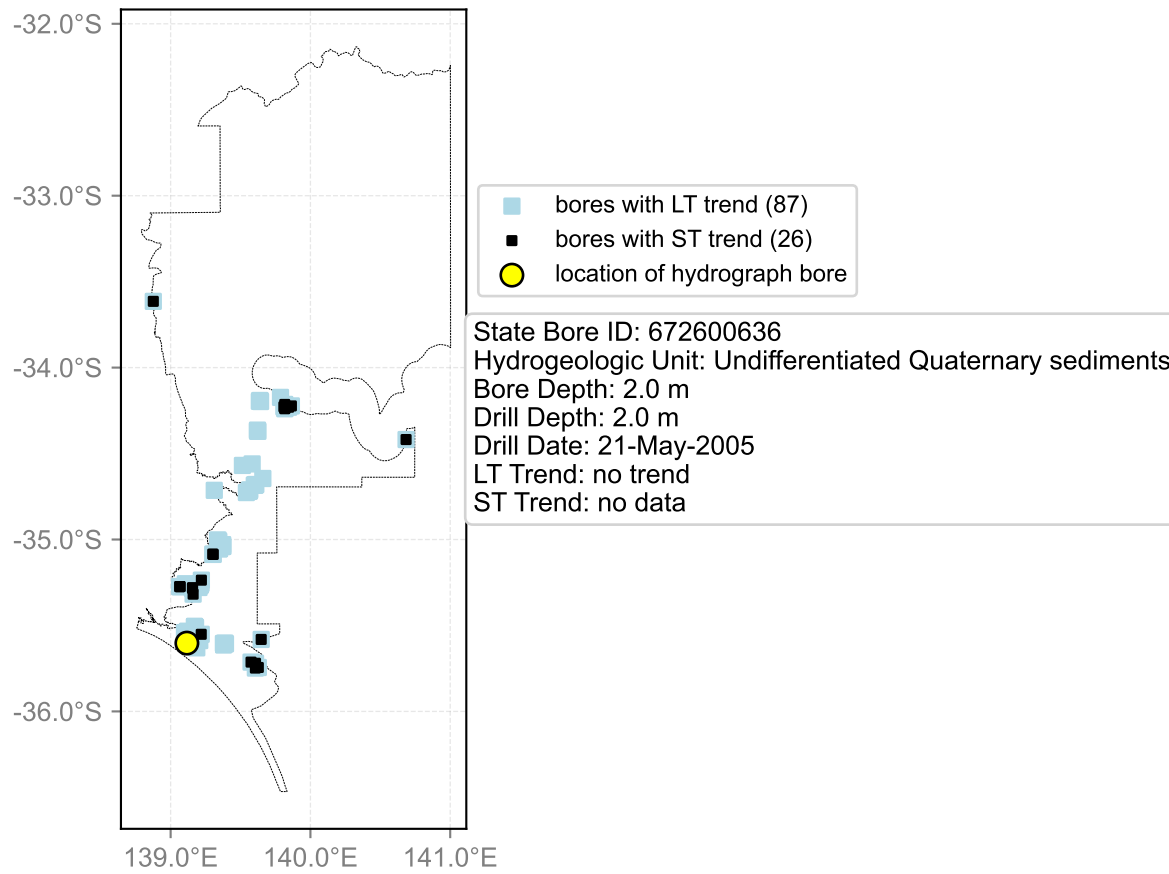 -32.0°S
-33.0°S
-34.0°S
-35.0°S
-36.0°S
139.0°E 140.0°E 141.0°E
bores with LT trend (87)
bores with ST trend (26)
location of hydrograph bore
State Bore ID: 672600636
Hydrogeologic Unit: Undifferentiated Quaternary sediments
Bore Depth: 2.0 m
Drill Depth: 2.0 m
Drill Date: 21-May-2005
LT Trend: no trend
ST Trend: no data